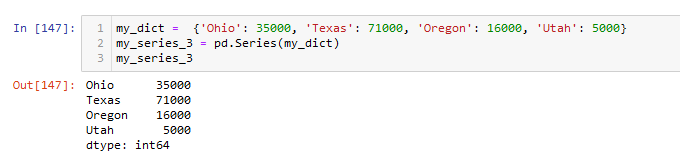 In [147]:
1 my_dict =  {'Ohio': 35000, 'Texas': 71000, 'Oregon': 16000, 'Utah': 5000}
2 my_series_3 = pd.Series(my_dict)
3 my_series_3
Out[147]:
Ohio      35000
Texas     71000
Oregon    16000
Utah       5000
dtype: int64